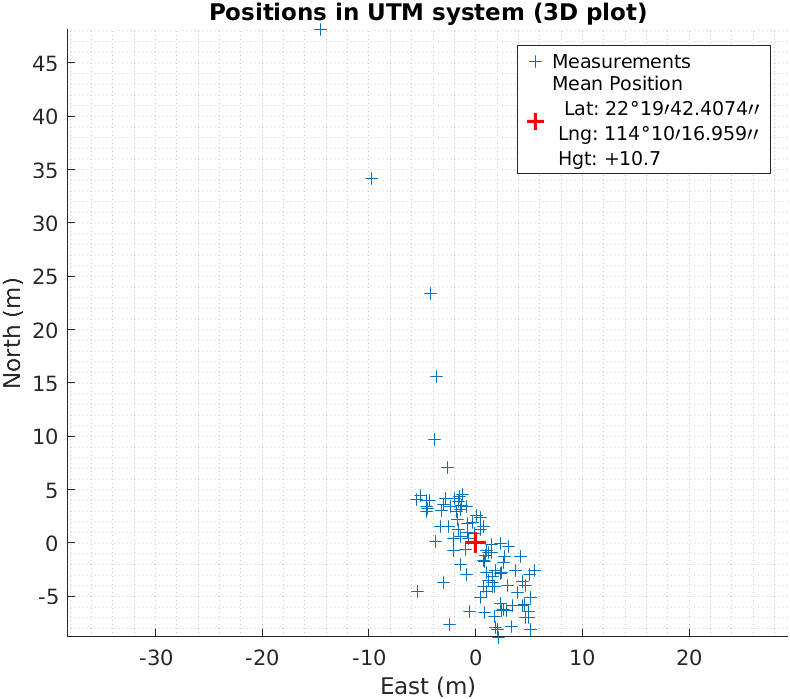 Positions in UTM system (3D plot)
Measurements
Mean Position
Lat: 22°19′42.4074′′
Lng: 114°10′16.959′′
Hgt: +10.7
45
40
35
30
25
20
15
10
5
0
-5
North (m)
-30 -20 -10 0 10 20
East (m)